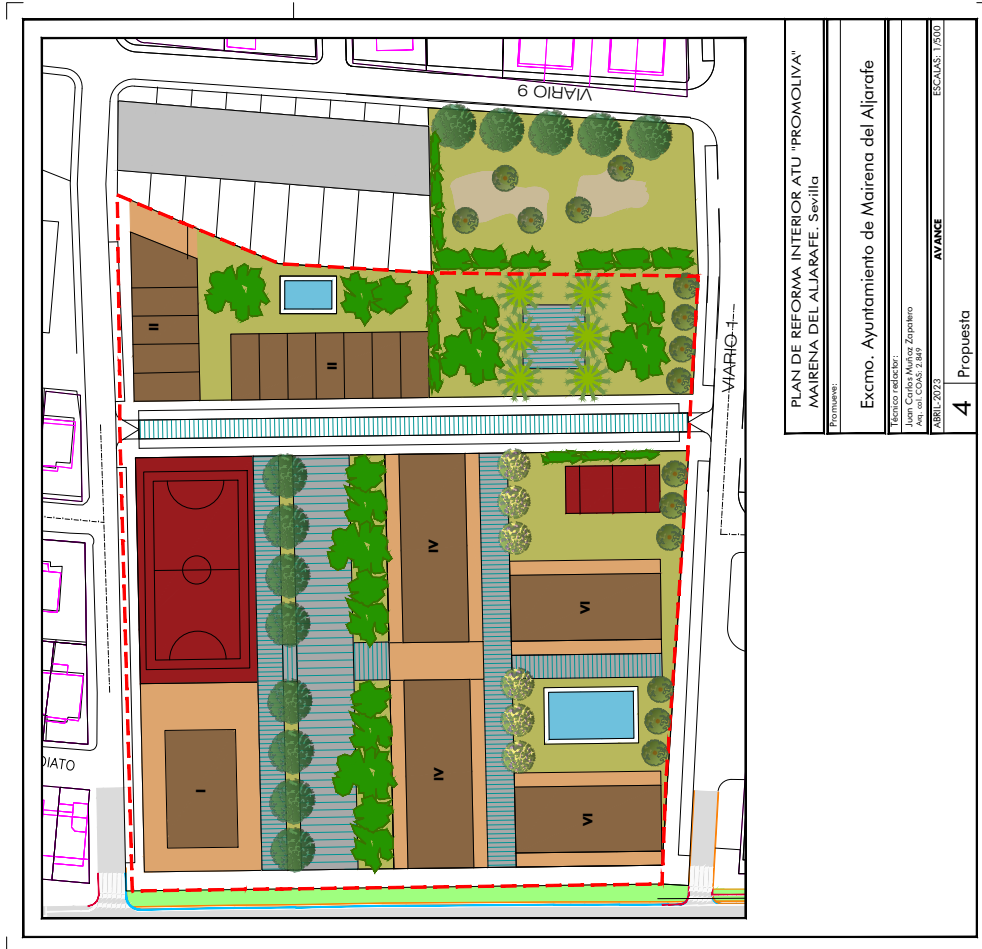 VIARIO 9
VIARIO 1
DIATO
II
II
IV
IV
VI
VI
I
PLAN DE REFORMA INTERIOR ATU "PROMOLIVA"
MAIRENA DEL ALJARAFE. Sevilla
Promueve:
Excmo. Ayuntamiento de Mairena del Aljarafe
Técnico redactor:
Juan Carlos Muñoz Zapatero
Arq. col. COAS: 2.849
ABRIL-2023 AVANCE ESCALAS: 1/500
4 Propuesta